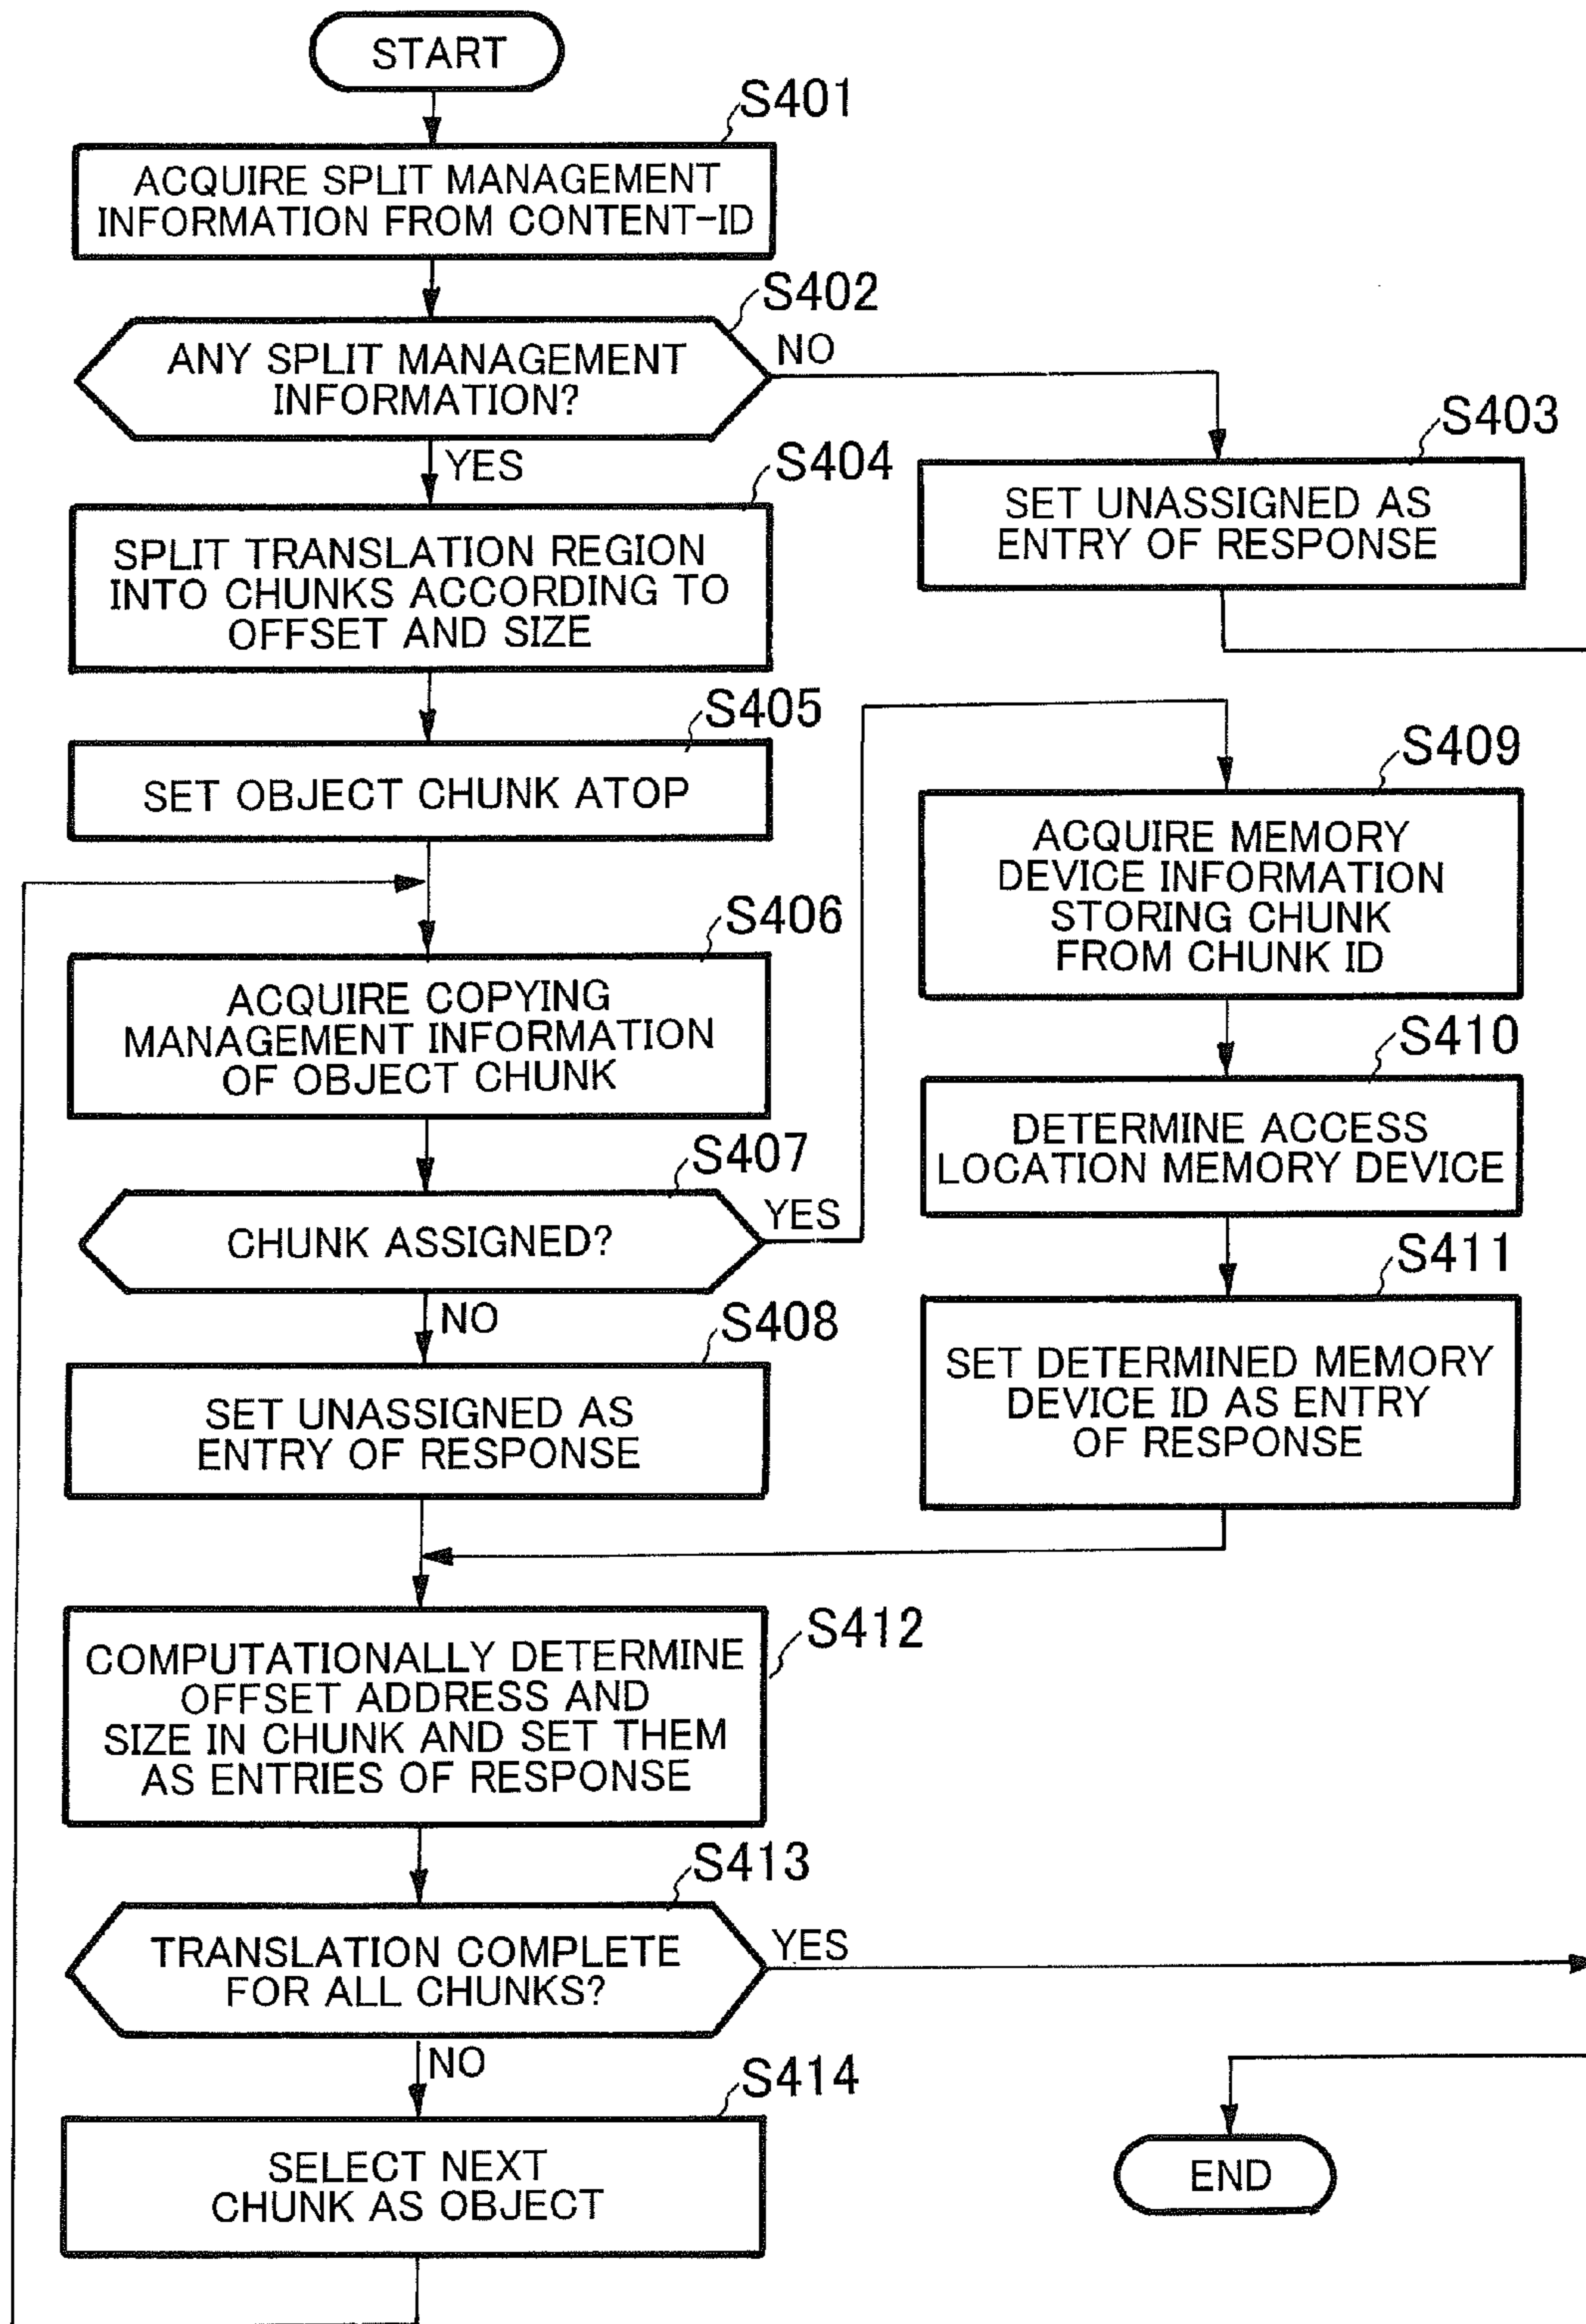 START
S401
ACQUIRE SPLIT MANAGEMENT
INFORMATION FROM CONTENT-ID
S402
ANY SPLIT MANAGEMENT
INFORMATION?
NO
YES
S403
SET UNASSIGNED AS
ENTRY OF RESPONSE
S404
SPLIT TRANSLATION REGION
INTO CHUNKS ACCORDING TO
OFFSET AND SIZE
S405
SET OBJECT CHUNK ATOP
S406
ACQUIRE COPYING
MANAGEMENT INFORMATION
OF OBJECT CHUNK
S407
CHUNK ASSIGNED?
YES
NO
S408
SET UNASSIGNED AS
ENTRY OF RESPONSE
S409
ACQUIRE MEMORY
DEVICE INFORMATION
STORING CHUNK
FROM CHUNK ID
S410
DETERMINE ACCESS
LOCATION MEMORY DEVICE
S411
SET DETERMINED MEMORY
DEVICE ID AS ENTRY
OF RESPONSE
S412
COMPUTATIONALLY DETERMINE
OFFSET ADDRESS AND
SIZE IN CHUNK AND SET THEM
AS ENTRIES OF RESPONSE
S413
TRANSLATION COMPLETE
FOR ALL CHUNKS?
YES
NO
S414
SELECT NEXT
CHUNK AS OBJECT
END